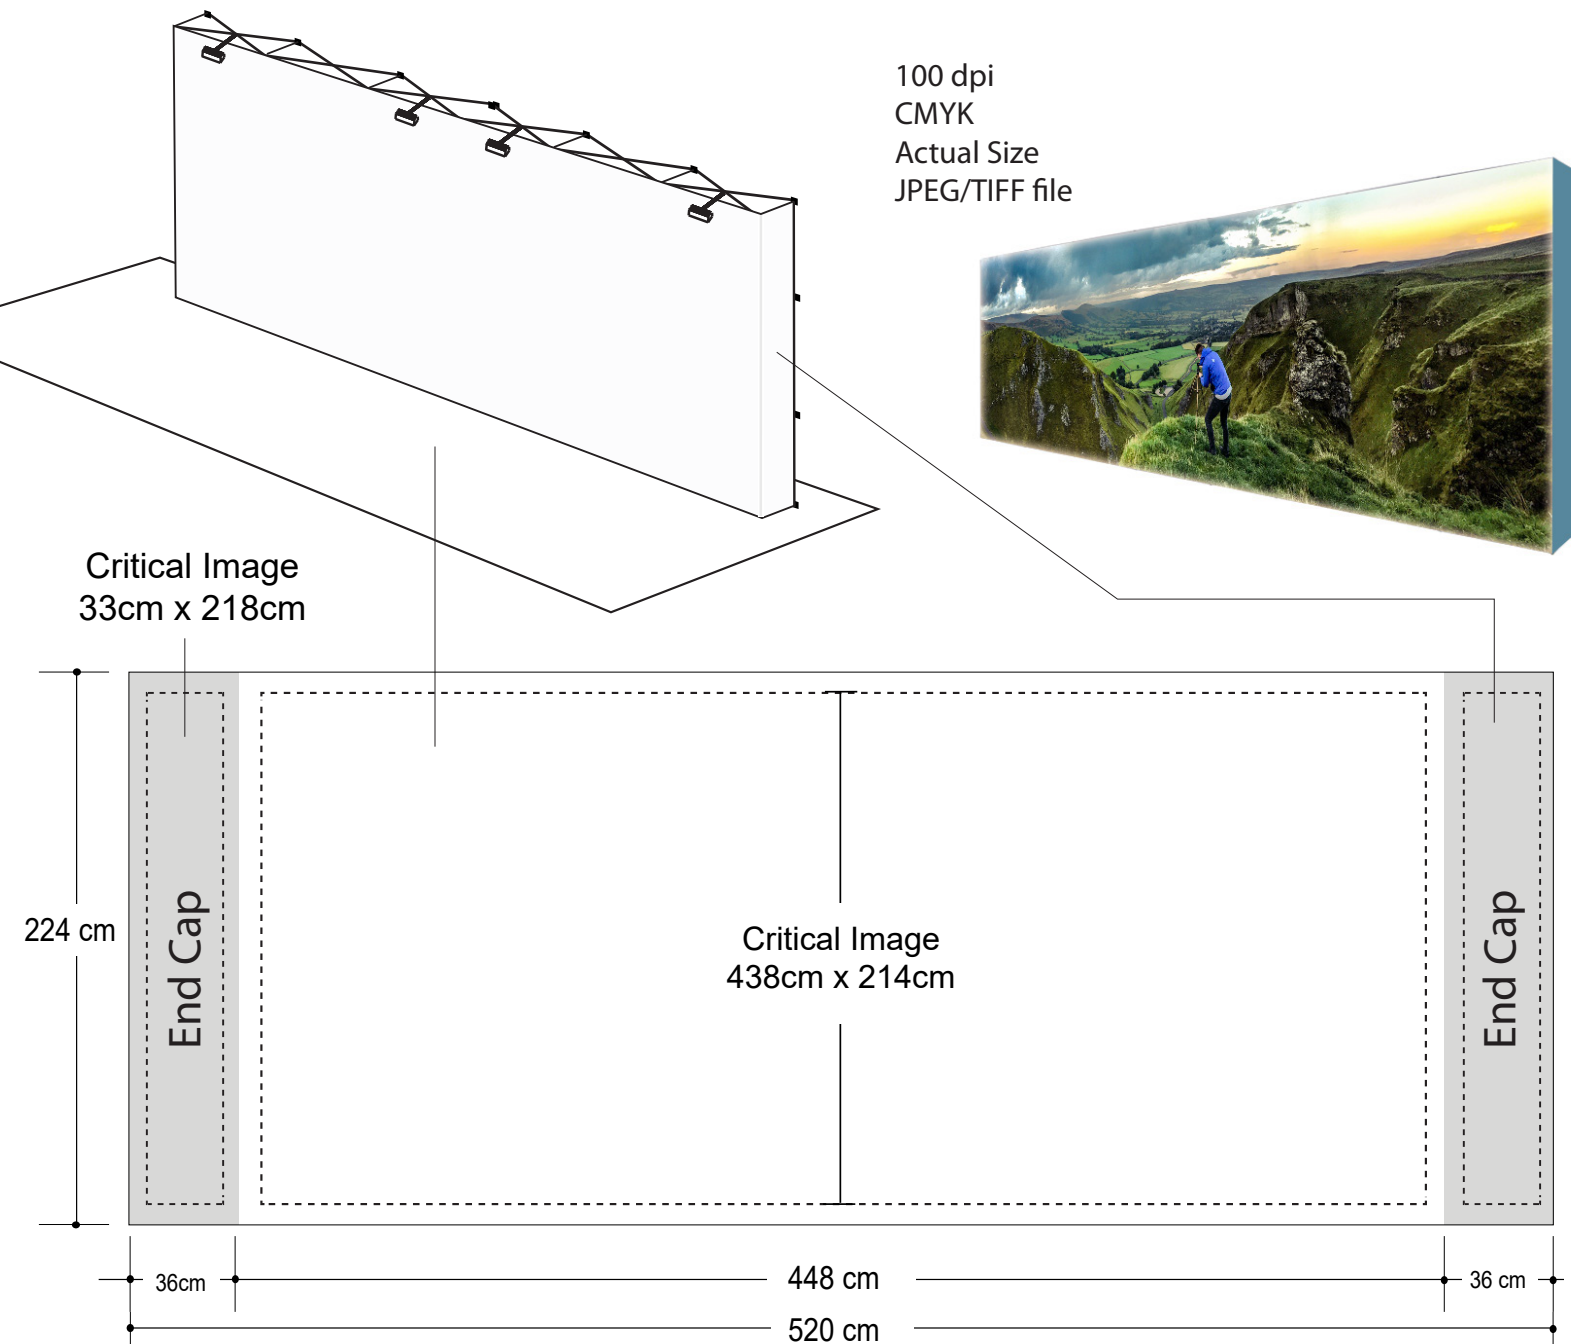 100 dpi
CMYK
Actual Size
JPEG/TIFF file
Critical Image
33cm x 218cm
224 cm
End Cap
Critical Image
438cm x 214cm
End Cap
36cm
448 cm
36 cm
520 cm